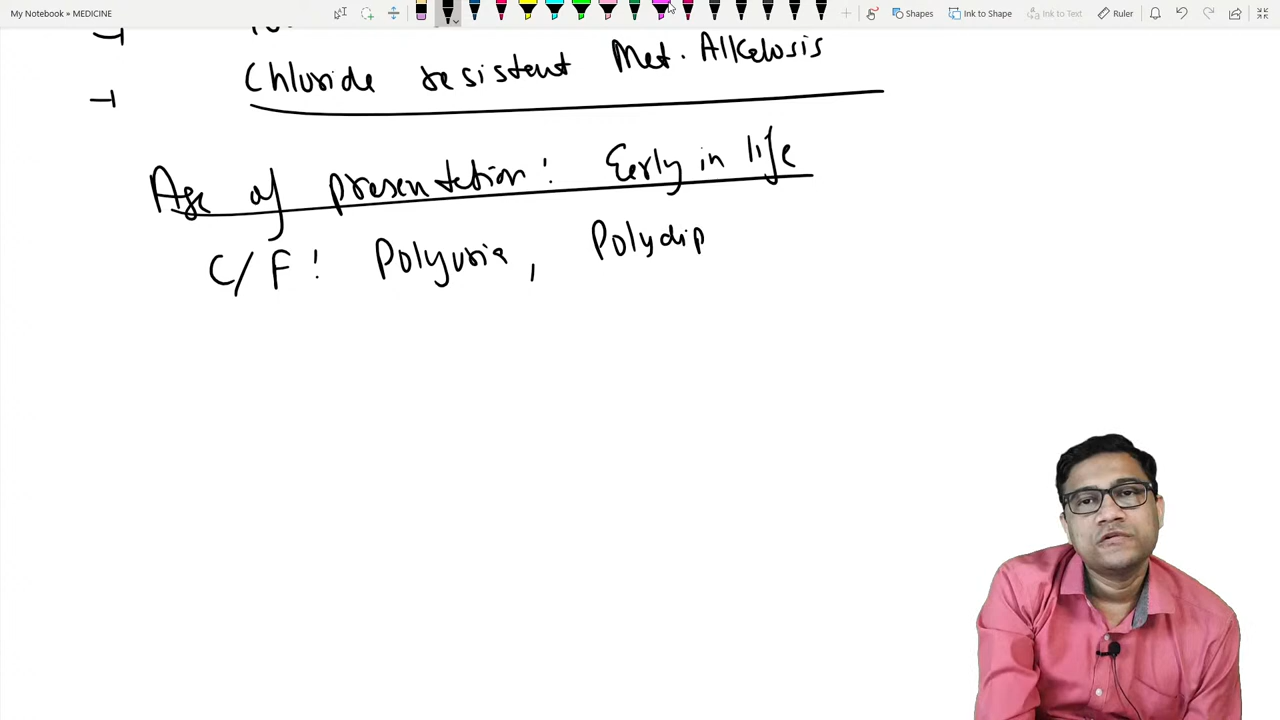 My Notebook » MEDICINE
Shapes
Ink to Shape
Ink to Text
Ruler
Chloride resistent Met. Alkalosis
Age of presentation : Early in life
C/F : Polyuria , Polydip